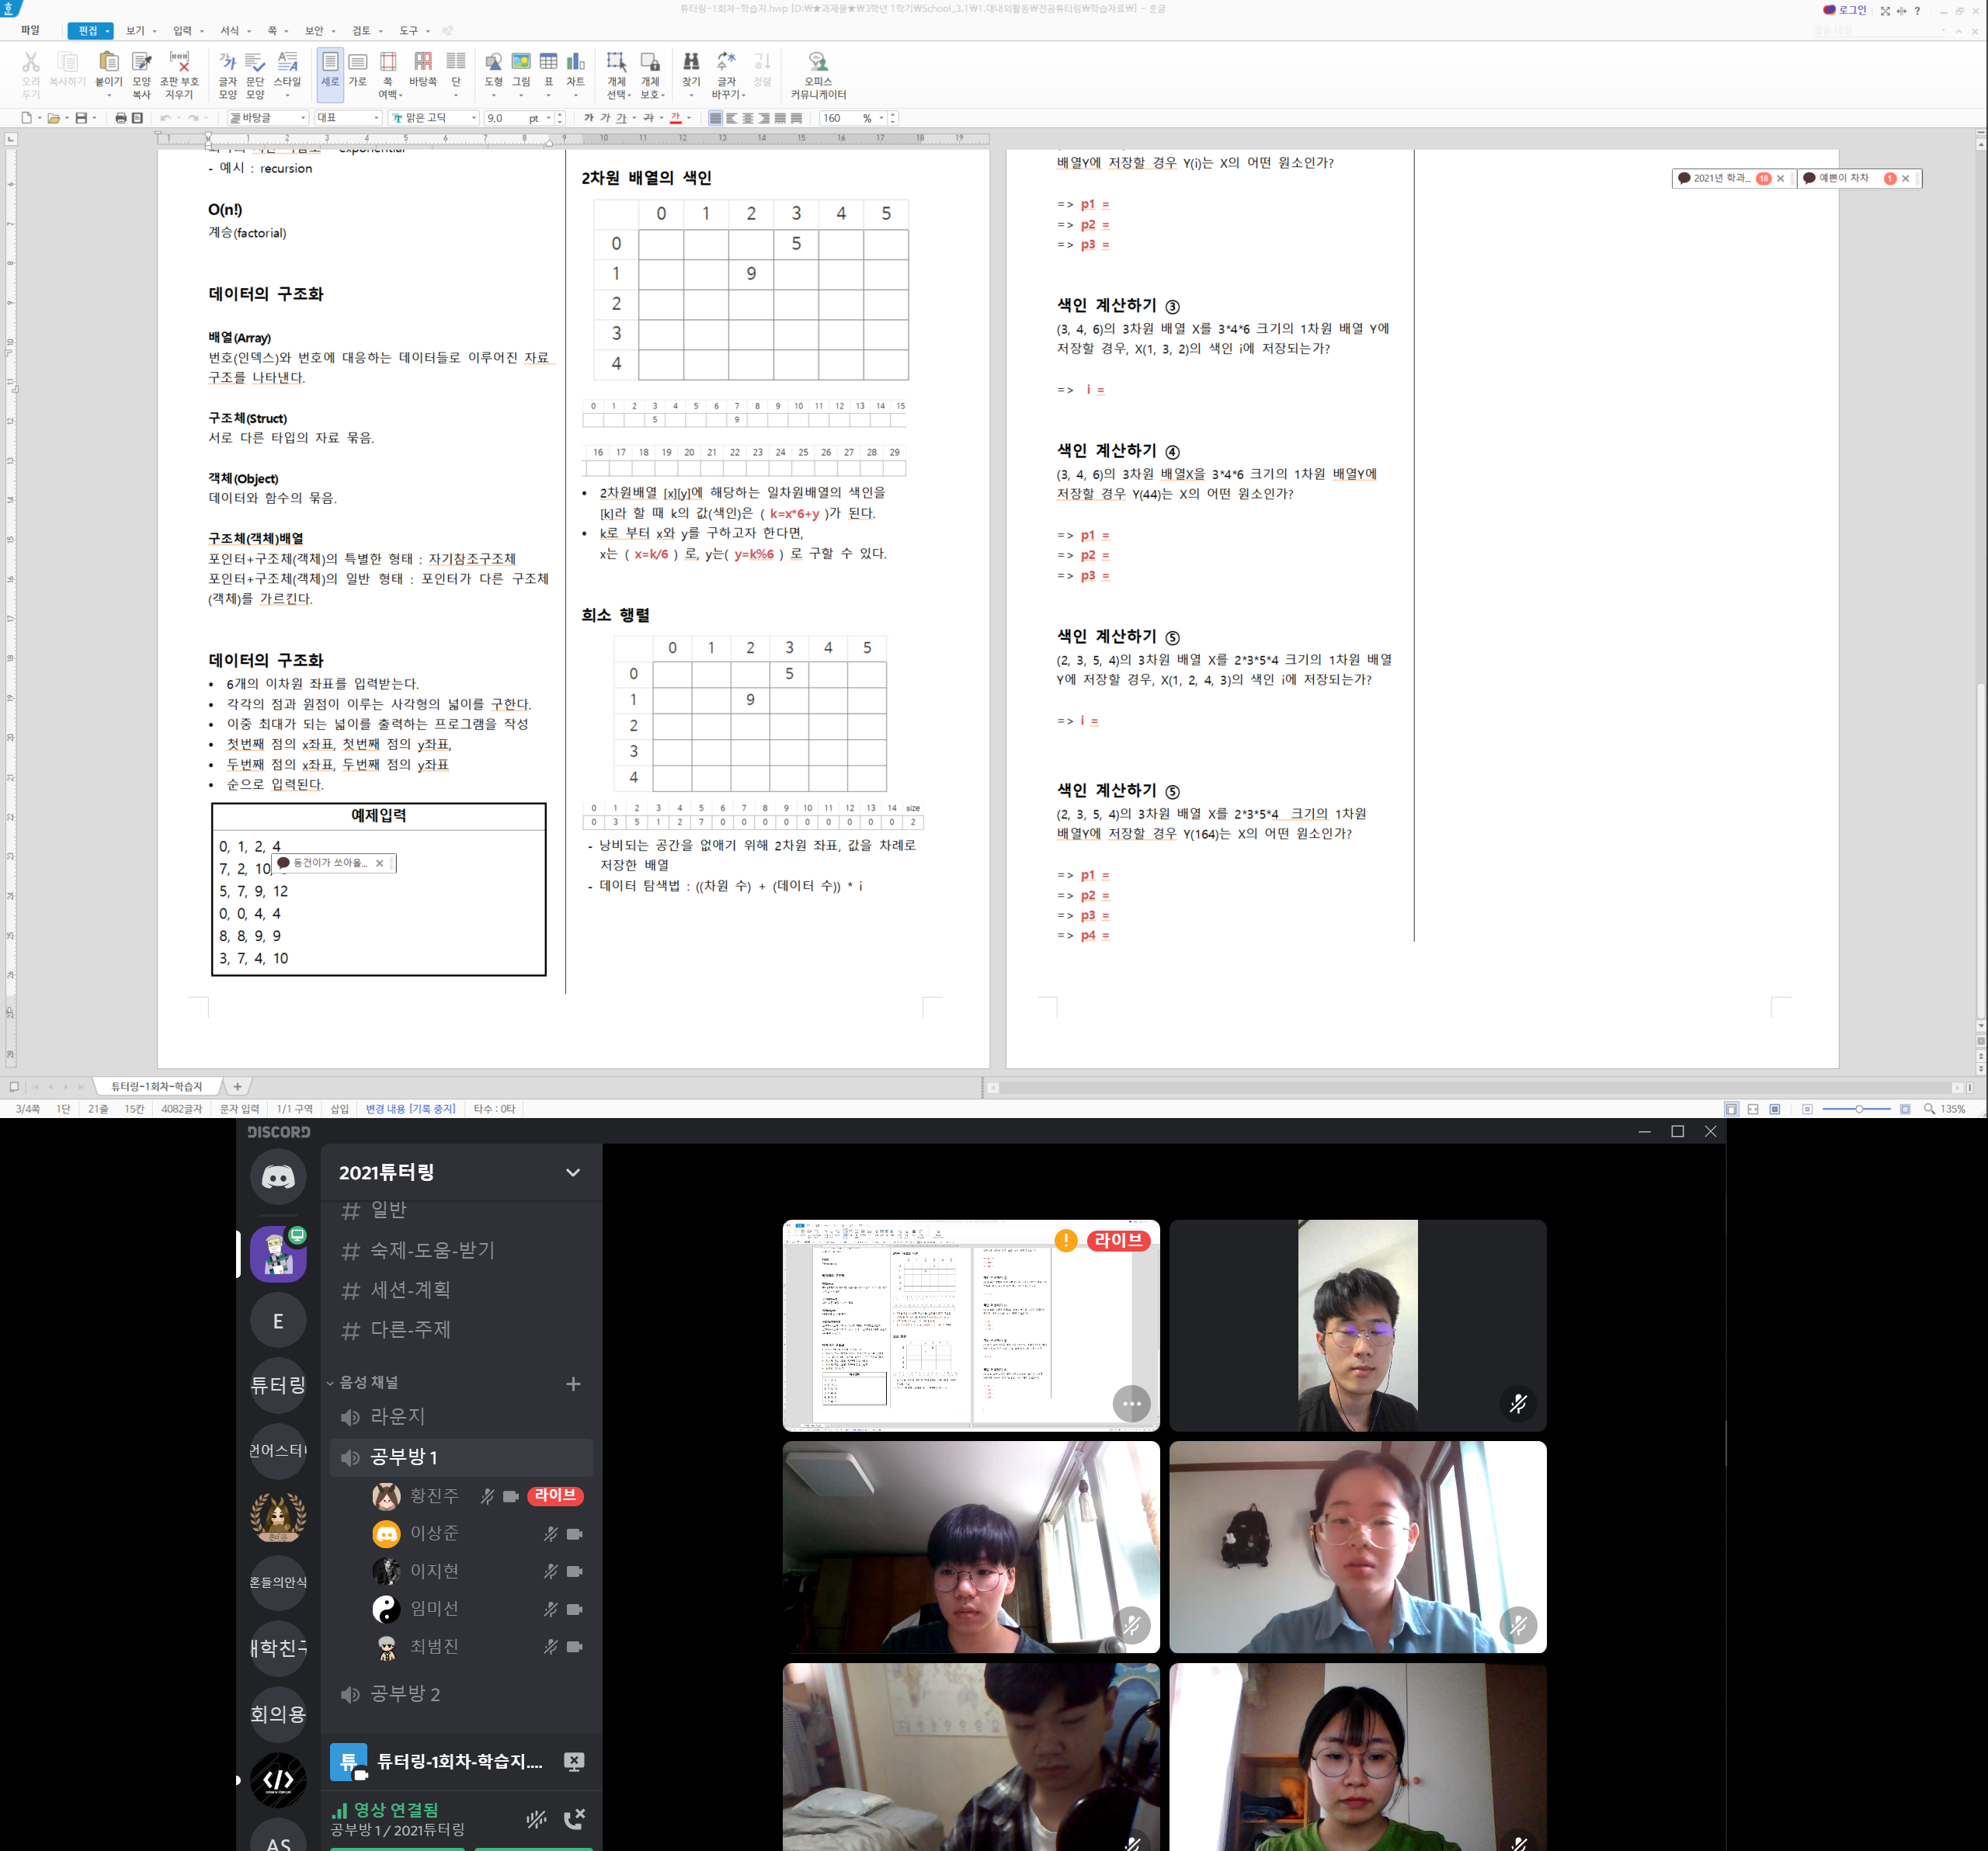 튜터링-1회차-학습지.hwp [D:₩★과제물★₩3학년 1학기₩School_3.1₩1.대내외활동₩전공튜터링₩학습자료₩] - 훈글
로그인
파일 편집 보기 입력 서식 쪽 보안 검토 도구
오려 두기 복사하기 붙이기 모양 복사 조판 부호 지우기 글자 모양 문단 모양 스타일 세로 가로 쪽 여백 바탕쪽 단 도형 그림 표 차트 개체 선택 개체 보호 찾기 글자 바꾸기 정렬 오피스 커뮤니케이터
바탕글 대표 맑은 고딕 9.0 pt 가 가 가 가 가 160 %
- 예시 : recursion
O(n!)
계승(factorial)
데이터의 구조화
배열(Array)
번호(인덱스)와 번호에 대응하는 데이터들로 이루어진 자료
구조를 나타낸다.
구조체(Struct)
서로 다른 타입의 자료 묶음.
객체(Object)
데이터와 함수의 묶음.
구조체(객체)배열
포인터+구조체(객체)의 특별한 형태 : 자기참조구조체
포인터+구조체(객체)의 일반 형태 : 포인터가 다른 구조체
(객체)를 가르킨다.
데이터의 구조화
• 6개의 이차원 좌표를 입력받는다.
• 각각의 점과 원점이 이루는 사각형의 넓이를 구한다.
• 이중 최대가 되는 넓이를 출력하는 프로그램을 작성
• 첫번째 점의 x좌표, 첫번째 점의 y좌표,
• 두번째 점의 x좌표, 두번째 점의 y좌표
• 순으로 입력된다.
예제입력
0, 1, 2, 4
7, 2, 10,
동건이가 쏘아올...
5, 7, 9, 12
0, 0, 4, 4
8, 8, 9, 9
3, 7, 4, 10
2차원 배열의 색인
0 1 2 3 4 5
0 5
1 9
2
3
4
0 1 2 3 4 5 6 7 8 9 10 11 12 13 14 15
5 9
16 17 18 19 20 21 22 23 24 25 26 27 28 29
• 2차원배열 [x][y]에 해당하는 일차원배열의 색인을
[k]라 할 때 k의 값(색인)은 ( k=x*6+y )가 된다.
• k로 부터 x와 y를 구하고자 한다면,
x는 ( x=k/6 ) 로, y는( y=k%6 ) 로 구할 수 있다.
희소 행렬
0 1 2 3 4 5
0 5
1 9
2
3
4
0 1 2 3 4 5 6 7 8 9 10 11 12 13 14 size
0 3 5 1 2 7 0 0 0 0 0 0 0 0 0 2
- 낭비되는 공간을 없애기 위해 2차원 좌표, 값을 차례로
저장한 배열
- 데이터 탐색법 : ((차원 수) + (데이터 수)) * i
배열Y에 저장할 경우 Y(i)는 X의 어떤 원소인가?
=> p1 =
=> p2 =
=> p3 =
색인 계산하기 ③
(3, 4, 6)의 3차원 배열 X를 3*4*6 크기의 1차원 배열 Y에
저장할 경우, X(1, 3, 2)의 색인 i에 저장되는가?
=> i =
색인 계산하기 ④
(3, 4, 6)의 3차원 배열X을 3*4*6 크기의 1차원 배열Y에
저장할 경우 Y(44)는 X의 어떤 원소인가?
=> p1 =
=> p2 =
=> p3 =
색인 계산하기 ⑤
(2, 3, 5, 4)의 3차원 배열 X를 2*3*5*4 크기의 1차원 배열
Y에 저장할 경우, X(1, 2, 4, 3)의 색인 i에 저장되는가?
=> i =
색인 계산하기 ⑤
(2, 3, 5, 4)의 3차원 배열 X를 2*3*5*4 크기의 1차원
배열Y에 저장할 경우 Y(164)는 X의 어떤 원소인가?
=> p1 =
=> p2 =
=> p3 =
=> p4 =
2021년 학과... 18
예쁜이 차차 1
튜터링-1회차-학습지
3/4쪽 1단 21줄 15칸 4082글자 문자 입력 1/1 구역 삽입 변경 내용 [기록 중지] 타수 : 0타 135%
DISCORD
2021튜터링
# 일반
# 숙제-도움-받기
# 세션-계획
# 다른-주제
음성 채널
라운지
공부방 1
황진주 라이브
이상준
이지현
임미선
최범진
공부방 2
튜 튜터링-1회차-학습지....
영상 연결됨
공부방 1 / 2021튜터링
E
튜터링
언어스터디
회의용
AS
라이브